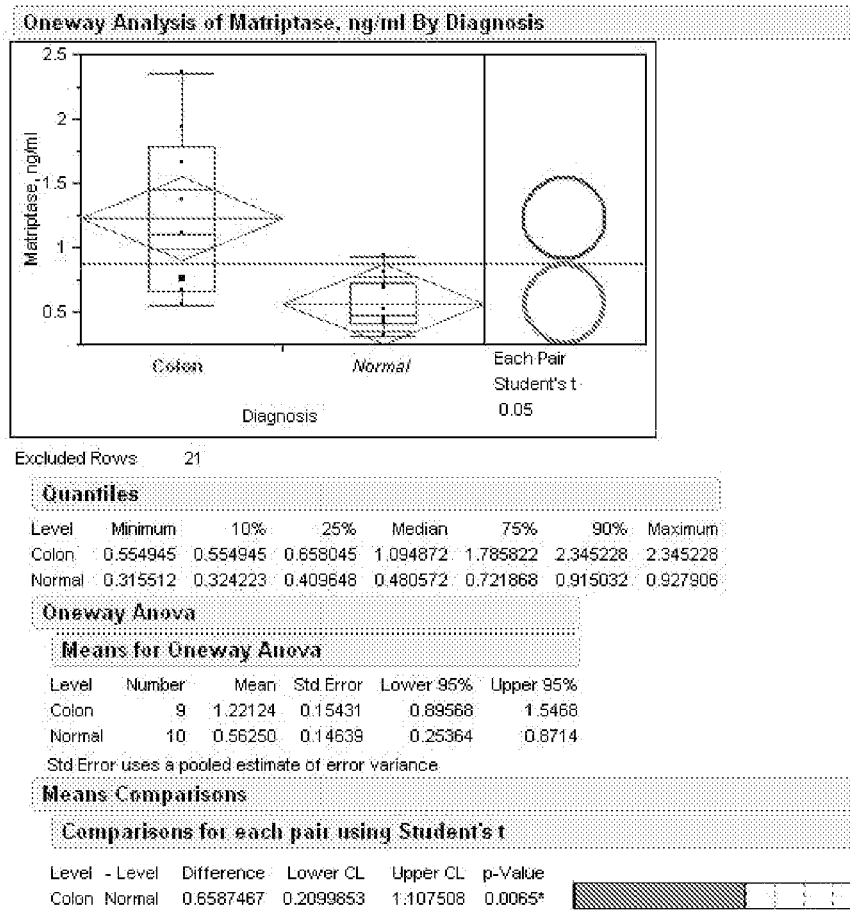 Oneway Analysis of Matriptase, ng/ml By Diagnosis
2.5
2
1.5
1
0.5
Matriptase, ng/ml
Colon
Normal
Each Pair
Student's t
0.05
Diagnosis
Excluded Rows 21
Quantiles
Level Minimum 10% 25% Median 75% 90% Maximum
Colon 0.554945 0.554945 0.658045 1.094872 1.785822 2.345228 2.345228
Normal 0.315512 0.324223 0.409648 0.480572 0.721868 0.915032 0.927906
Oneway Anova
Means for Oneway Anova
Level Number Mean Std Error Lower 95% Upper 95%
Colon 9 1.22124 0.15431 0.89568 1.5468
Normal 10 0.56250 0.14639 0.25364 0.8714
Std Error uses a pooled estimate of error variance
Means Comparisons
Comparisons for each pair using Student's t
Level - Level Difference Lower CL Upper CL p-Value
Colon Normal 0.6587467 0.2099853 1.107508 0.0065*